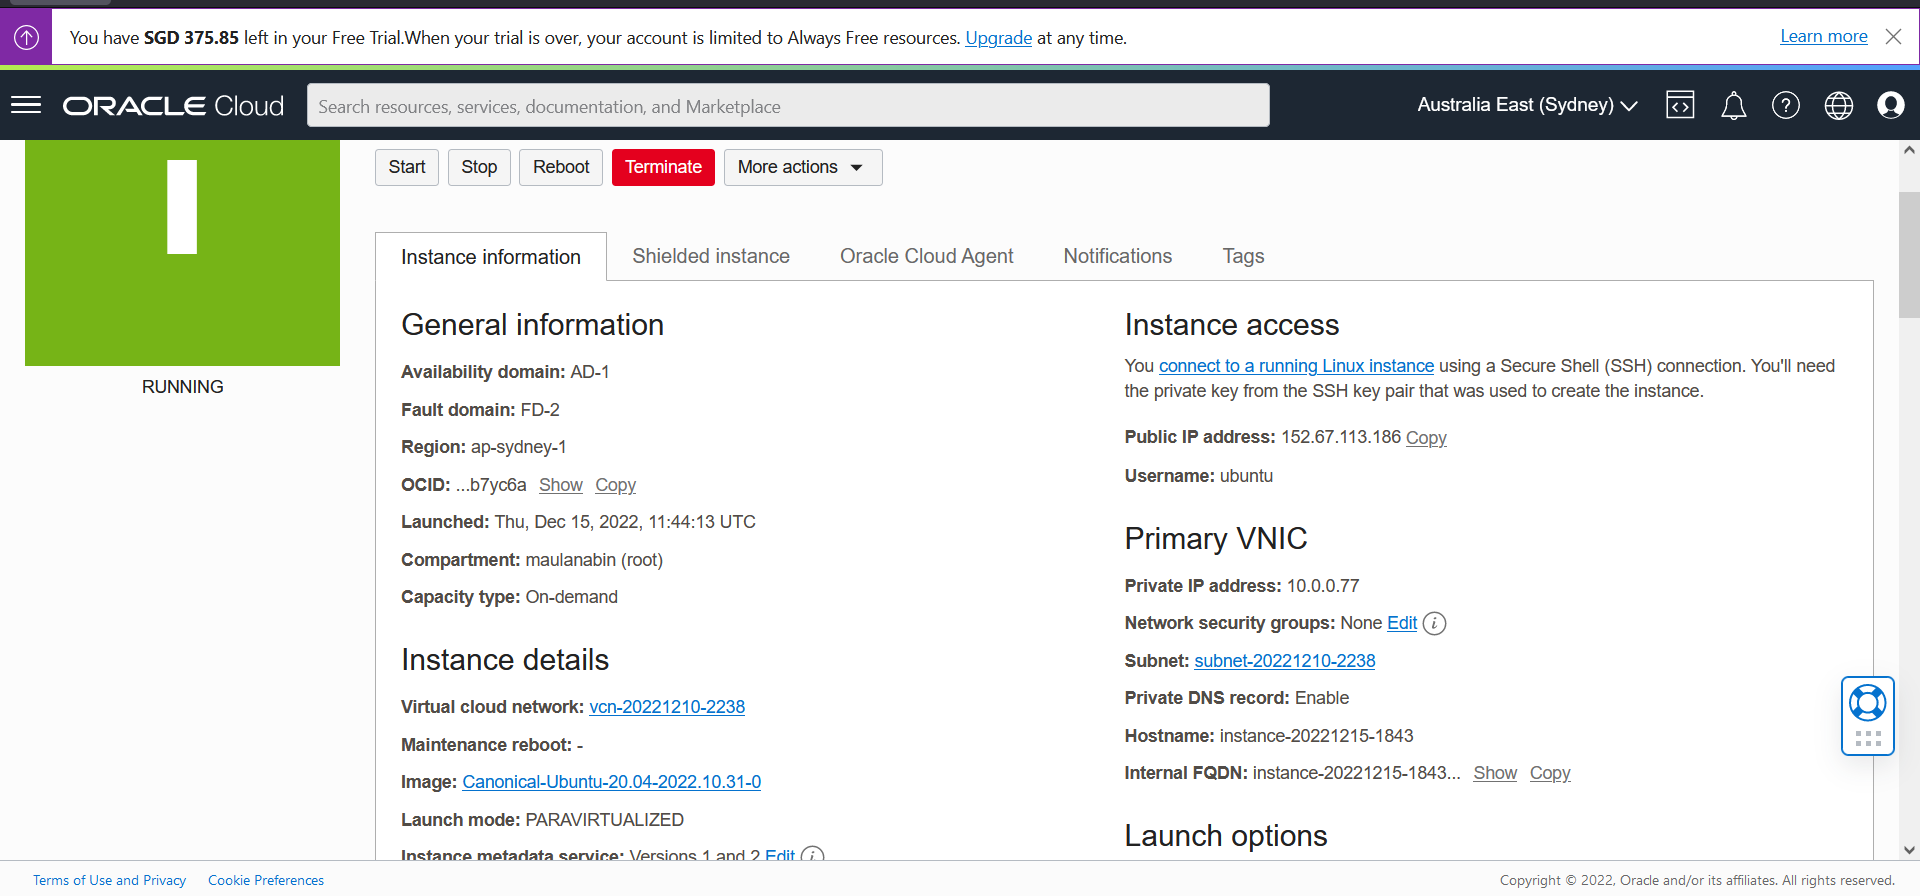 You have SGD 375.85 left in your Free Trial.When your trial is over, your account is limited to Always Free resources. Upgrade at any time.
Learn more
ORACLE Cloud
Search resources, services, documentation, and Marketplace
Australia East (Sydney)
Start
Stop
Reboot
Terminate
More actions
RUNNING
Instance information
Shielded instance
Oracle Cloud Agent
Notifications
Tags
General information
Availability domain: AD-1
Fault domain: FD-2
Region: ap-sydney-1
OCID: ...b7yc6a Show Copy
Launched: Thu, Dec 15, 2022, 11:44:13 UTC
Compartment: maulanabin (root)
Capacity type: On-demand
Instance details
Virtual cloud network: vcn-20221210-2238
Maintenance reboot: -
Image: Canonical-Ubuntu-20.04-2022.10.31-0
Launch mode: PARAVIRTUALIZED
Instance metadata service: Versions 1 and 2 Edit
Instance access
You connect to a running Linux instance using a Secure Shell (SSH) connection. You'll need
the private key from the SSH key pair that was used to create the instance.
Public IP address: 152.67.113.186 Copy
Username: ubuntu
Primary VNIC
Private IP address: 10.0.0.77
Network security groups: None Edit
Subnet: subnet-20221210-2238
Private DNS record: Enable
Hostname: instance-20221215-1843
Internal FQDN: instance-20221215-1843... Show Copy
Launch options
Terms of Use and Privacy
Cookie Preferences
Copyright © 2022, Oracle and/or its affiliates. All rights reserved.